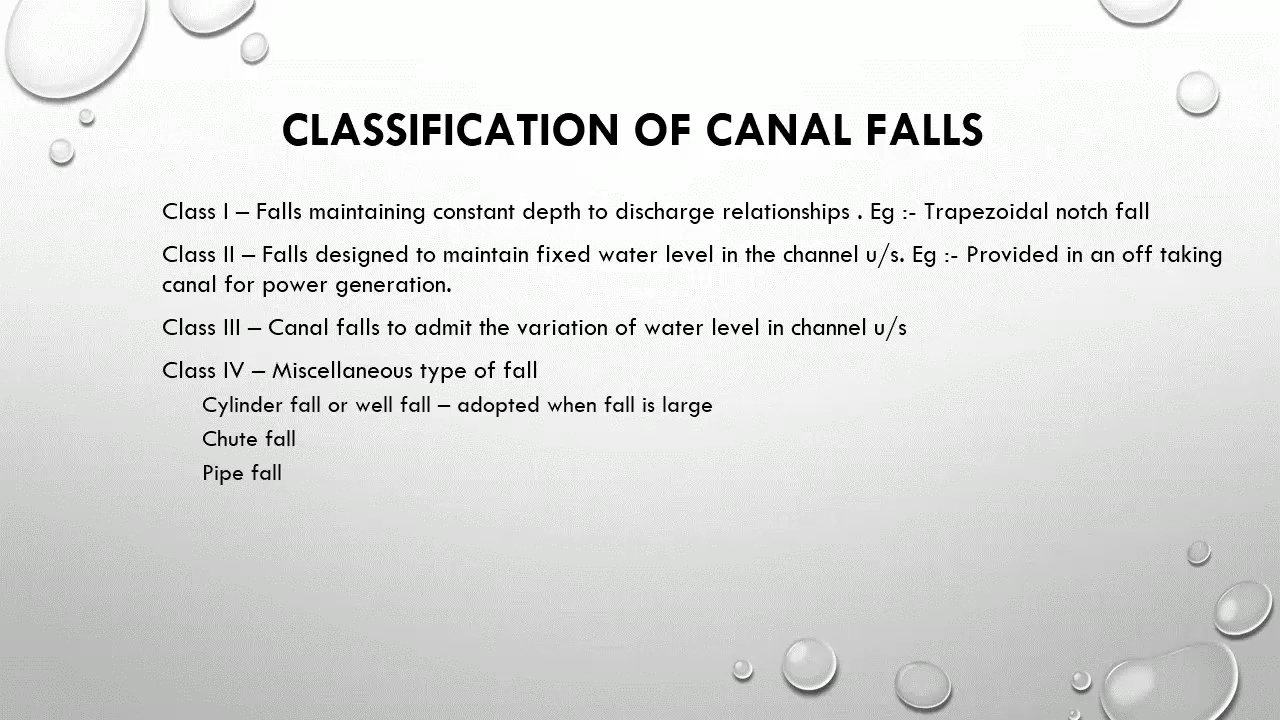 CLASSIFICATION OF CANAL FALLS
Class I – Falls maintaining constant depth to discharge relationships . Eg :- Trapezoidal notch fall
Class II – Falls designed to maintain fixed water level in the channel u/s. Eg :- Provided in an off taking
canal for power generation.
Class III – Canal falls to admit the variation of water level in channel u/s
Class IV – Miscellaneous type of fall
Cylinder fall or well fall – adopted when fall is large
Chute fall
Pipe fall